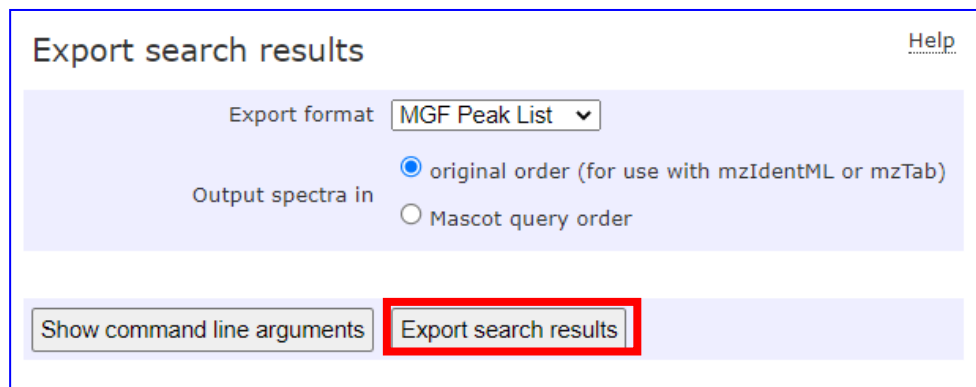 Export search results
Help
Export format MGF Peak List
Output spectra in
original order (for use with mzIdentML or mzTab)
Mascot query order
Show command line arguments Export search results